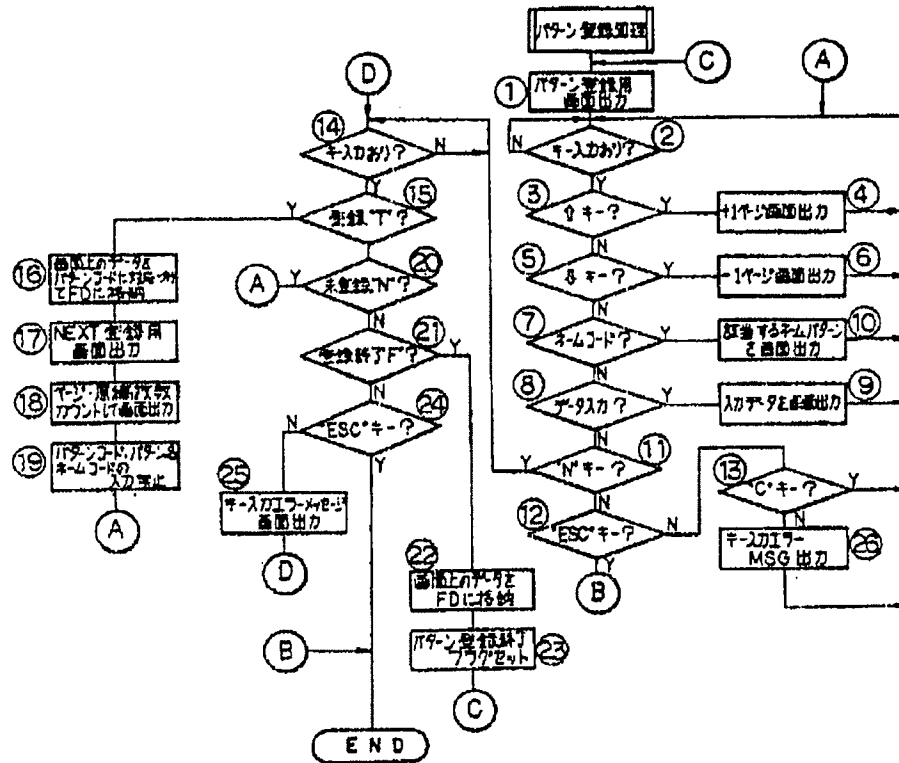 パターン登録処理
C
A
D
① パターン登録用
画面出力
⑭ キー入力あり?
N
Y
② キー入力あり?
N
Y
⑮ 登録"T"?
Y
③ ⇧キー?
Y
N
④ +1ページ画面出力
⑯ 画面上のデータを
パターンコードに対応づけ
てFDに格納
⑳ 未登録"N"?
Y
A
N
⑤ ⇩キー?
Y
N
⑥ -1ページ画面出力
⑰ NEXT登録用
画面出力
㉑ 登録終了"F"?
Y
N
⑦ ネームコード?
Y
N
⑩ 該当するネームパターン
を画面出力
⑱ ページ・原稿枚数
カウントして画面出力
㉔ "ESC"キー?
N
Y
⑧ データ入力?
Y
N
⑨ 入力データを画面出力
⑲ パターンコード、パターン名
ネームコードの
入力禁止
A
㉕ キー入力エラーメッセージ
画面出力
D
⑪ "N"キー?
Y
N
⑫ "ESC"キー?
N
Y
B
⑬ "C"キー?
Y
N
㉖ キー入力エラー
MSG出力
㉒ 画面上のデータを
FDに格納
㉓ パターン登録終了
フラグセット
C
B
END